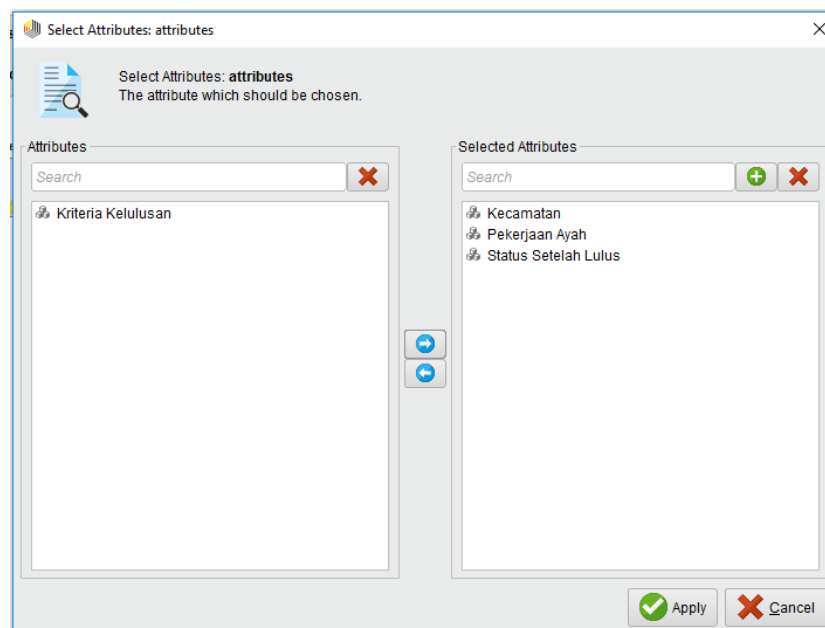 Select Attributes: attributes
Select Attributes: attributes
The attribute which should be chosen.
Attributes
Search
Kriteria Kelulusan
Selected Attributes
Search
Kecamatan
Pekerjaan Ayah
Status Setelah Lulus
Apply
Cancel